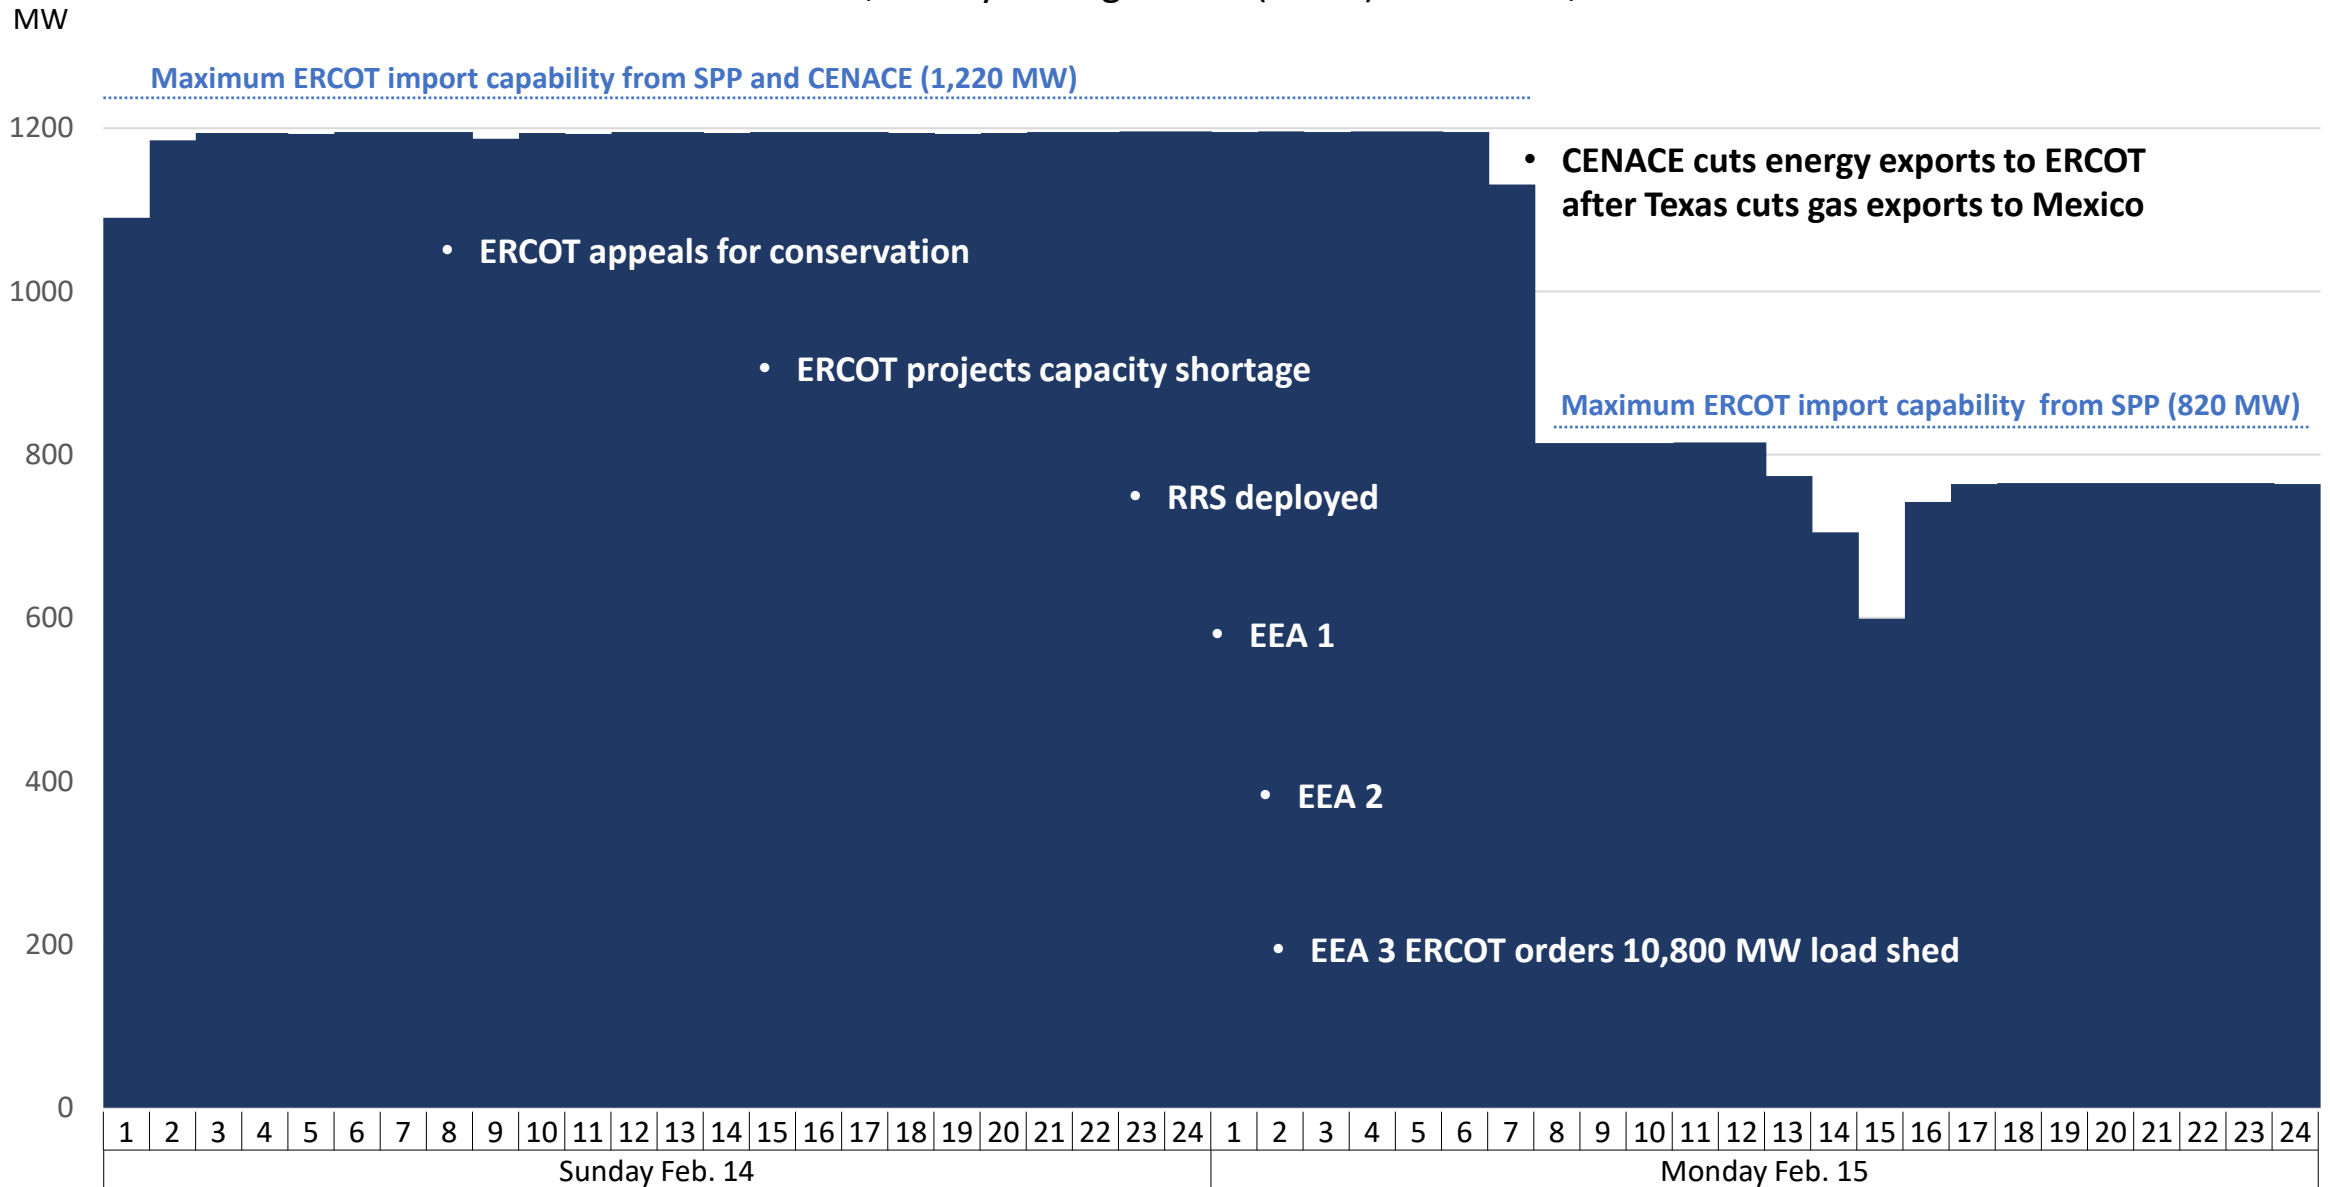 MW
Maximum ERCOT import capability from SPP and CENACE (1,220 MW)
1200
• CENACE cuts energy exports to ERCOT
after Texas cuts gas exports to Mexico
• ERCOT appeals for conservation
1000
• ERCOT projects capacity shortage
Maximum ERCOT import capability from SPP (820 MW)
800
• RRS deployed
600
• EEA 1
400
• EEA 2
200
• EEA 3 ERCOT orders 10,800 MW load shed
0
1 2 3 4 5 6 7 8 9 10 11 12 13 14 15 16 17 18 19 20 21 22 23 24 1 2 3 4 5 6 7 8 9 10 11 12 13 14 15 16 17 18 19 20 21 22 23 24
Sunday Feb. 14 Monday Feb. 15